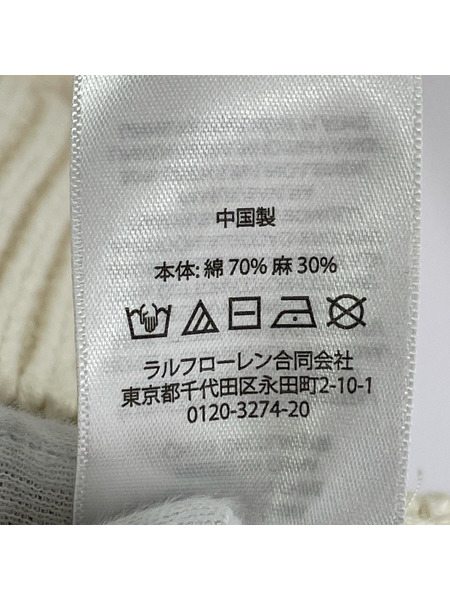 中国製
本体: 綿 70% 麻 30%
ラルフローレン合同会社
東京都千代田区永田町2-10-1
0120-3274-20